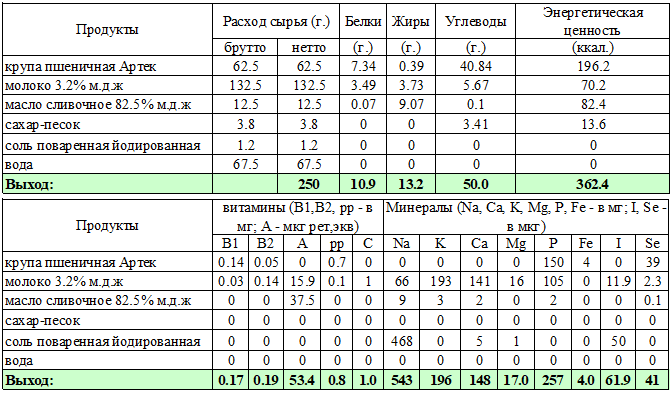 Продукты Расход сырья (г.) Белки Жиры Углеводы Энергетическая ценность
брутто нетто (г.) (г.) (г.) (ккал.)
крупа пшеничная Артек 62.5 62.5 7.34 0.39 40.84 196.2
молоко 3.2% м.д.ж 132.5 132.5 3.49 3.73 5.67 70.2
масло сливочное 82.5% м.д.ж 12.5 12.5 0.07 9.07 0.1 82.4
сахар-песок 3.8 3.8 0 0 3.41 13.6
соль поваренная йодированная 1.2 1.2 0 0 0 0
вода 67.5 67.5 0 0 0 0
Выход: 250 10.9 13.2 50.0 362.4
Продукты витамины (В1,В2, рр - в мг; А - мкг рет,экв) Минералы (Na, Ca, K, Mg, P, Fe - в мг; I, Se - в мкг)
В1 В2 А рр С Na K Ca Mg P Fe I Se
крупа пшеничная Артек 0.14 0.05 0 0.7 0 0 0 0 0 150 4 0 39
молоко 3.2% м.д.ж 0.03 0.14 15.9 0.1 1 66 193 141 16 105 0 11.9 2.3
масло сливочное 82.5% м.д.ж 0 0 37.5 0 0 9 3 2 0 2 0 0 0.1
сахар-песок 0 0 0 0 0 0 0 0 0 0 0 0 0
соль поваренная йодированная 0 0 0 0 0 468 0 5 1 0 0 50 0
вода 0 0 0 0 0 0 0 0 0 0 0 0 0
Выход: 0.17 0.19 53.4 0.8 1.0 543 196 148 17.0 257 4.0 61.9 41